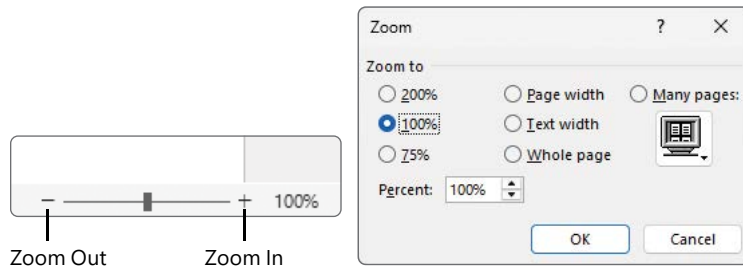 − + 100%
Zoom Out Zoom In
Zoom ? ×
Zoom to
200% Page width Many pages:
100% Text width
75% Whole page
Percent: 100%
OK Cancel